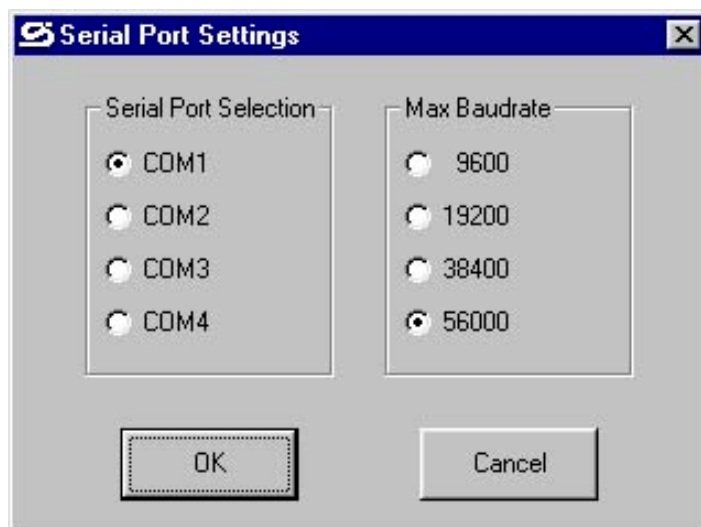 Serial Port Settings
Serial Port Selection
COM1
COM2
COM3
COM4
Max Baudrate
9600
19200
38400
56000
OK
Cancel